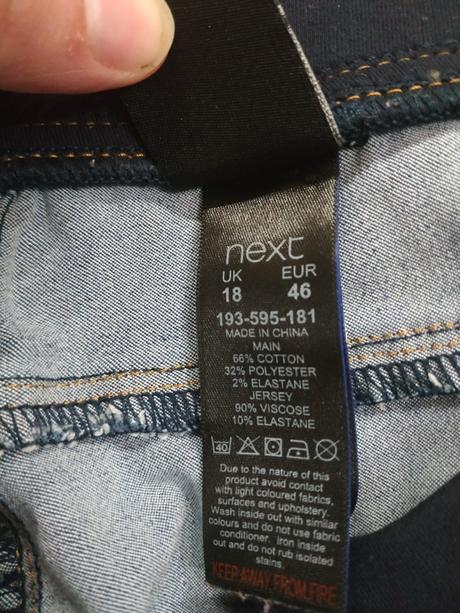 next
UK EUR
18 46
193-595-181
MADE IN CHINA
MAIN
66% COTTON
32% POLYESTER
2% ELASTANE
JERSEY
90% VISCOSE
10% ELASTANE
40
Due to the nature of this
product avoid contact
with light coloured fabrics,
surfaces and upholstery.
Wash inside out with similar
colours and do not use fabric
conditioner. Iron inside
out and do not rub isolated
stains.
KEEP AWAY FROM FIRE